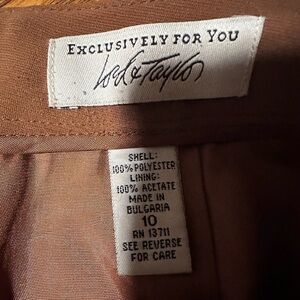 EXCLUSIVELY FOR YOU
Lord & Taylor
SHELL:
100% POLYESTER
LINING:
100% ACETATE
MADE IN
BULGARIA
10
RN 13711
SEE REVERSE
FOR CARE